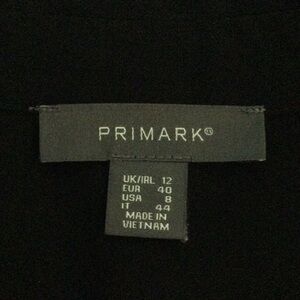 PRIMARK®
UK/IRL 12
EUR 40
USA 8
IT 44
MADE IN
VIETNAM